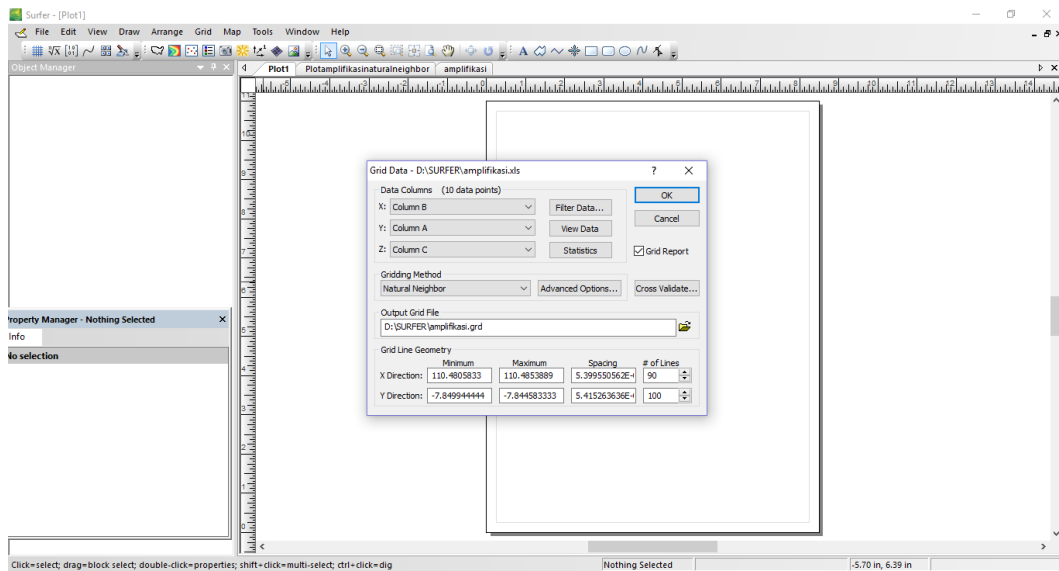 Surfer - [Plot1]
File Edit View Draw Arrange Grid Map Tools Window Help
Object Manager
Plot1 Plotamplifikasinaturalneighbor amplifikasi
Grid Data - D:\SURFER\amplifikasi.xls ?
Data Columns (10 data points)
OK
X: Column B Filter Data...
Cancel
Y: Column A View Data
Z: Column C Statistics
Grid Report
Gridding Method
Natural Neighbor Advanced Options... Cross Validate...
Output Grid File
D:\SURFER\amplifikasi.grd
Grid Line Geometry
Minimum Maximum Spacing # of Lines
X Direction: 110.4805833 110.4853889 5.399550562E- 90
Y Direction: -7.849944444 -7.844583333 5.415263636E- 100
Property Manager - Nothing Selected
Info
No selection
Click=select; drag=block select; double-click=properties; shift+click=multi-select; ctrl+click=dig Nothing Selected -5.70 in, 6.39 in